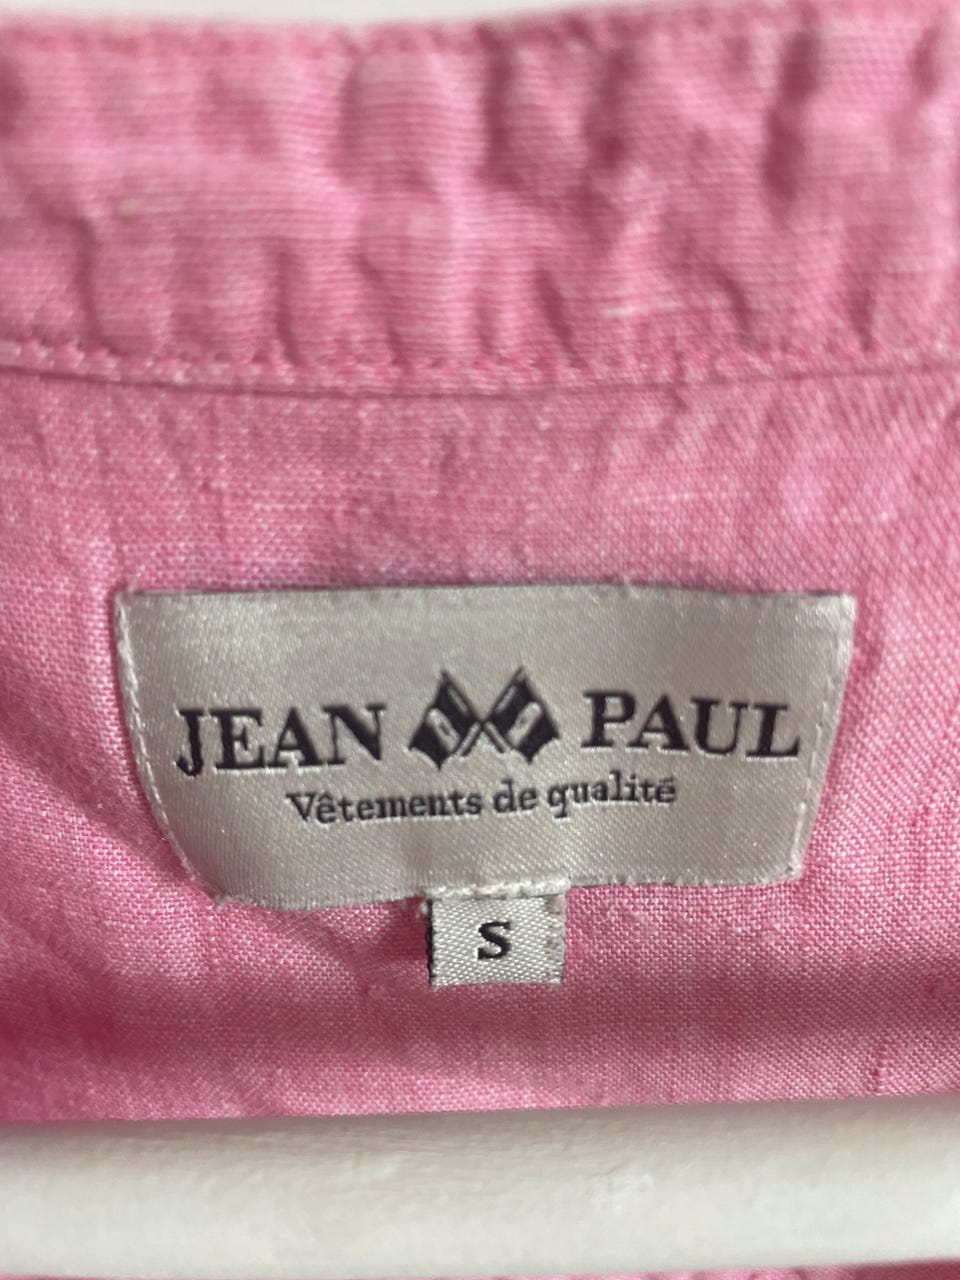 JEAN PAUL
Vêtements de qualité
S